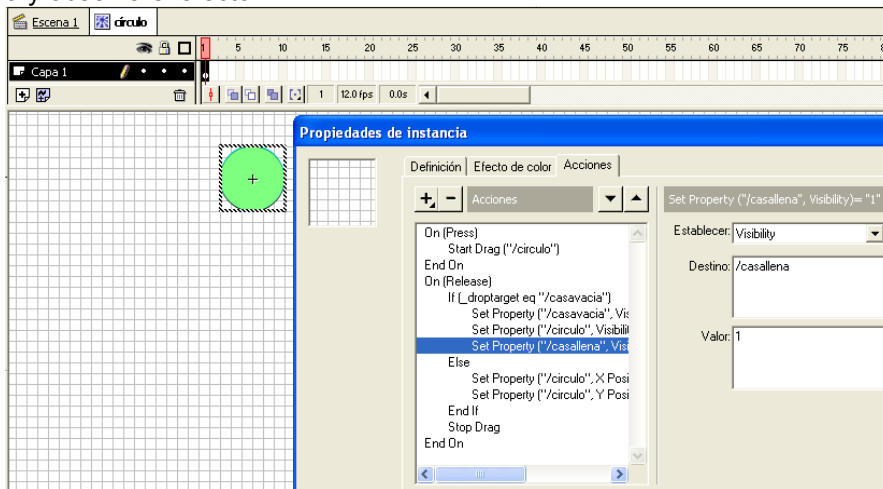 Escena 1 círculo
1 5 10 15 20 25 30 35 40 45 50 55 60 65 70 75
Capa 1
1 12.0 fps 0.0s
Propiedades de instancia
Definición Efecto de color Acciones
Acciones
Set Property ("/casallena", Visibility)= "1"
On (Press)
Start Drag ("/circulo")
End On
On (Release)
If (_droptarget eq "/casavacia")
Set Property ("/casavacia", Vis
Set Property ("/circulo", Visibili
Set Property ("/casallena", Visi
Else
Set Property ("/circulo", X Posi
Set Property ("/circulo", Y Posi
End If
Stop Drag
End On
Establecer: Visibility
Destino: /casallena
Valor: 1